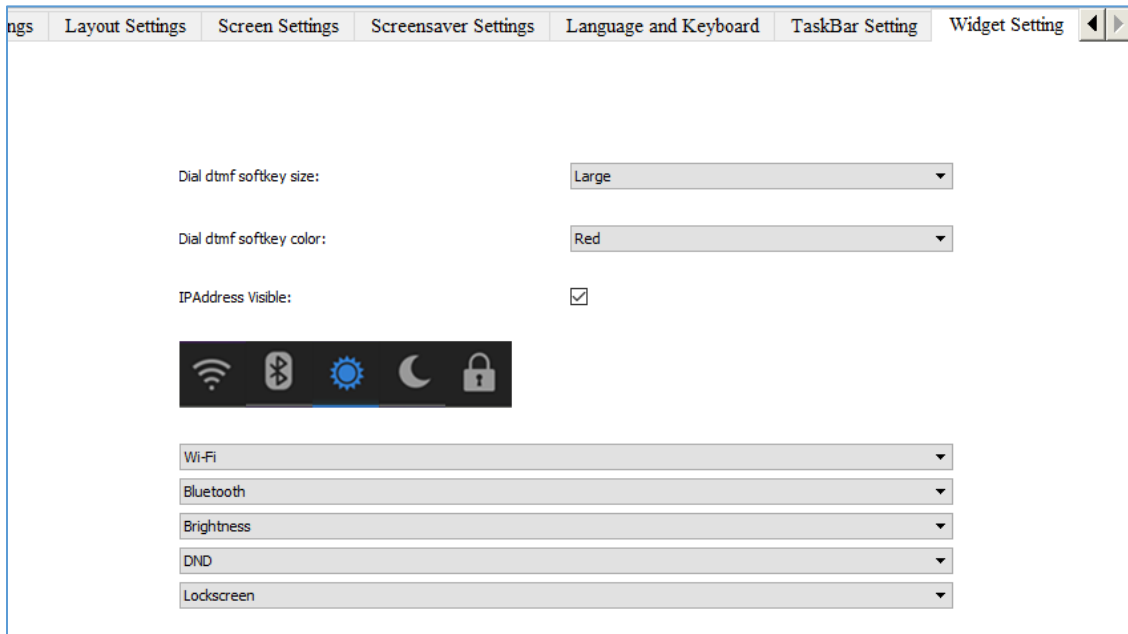 ngs Layout Settings Screen Settings Screensaver Settings Language and Keyboard TaskBar Setting Widget Setting
Dial dtmf softkey size: Large
Dial dtmf softkey color: Red
IPAddress Visible:
Wi-Fi
Bluetooth
Brightness
DND
Lockscreen